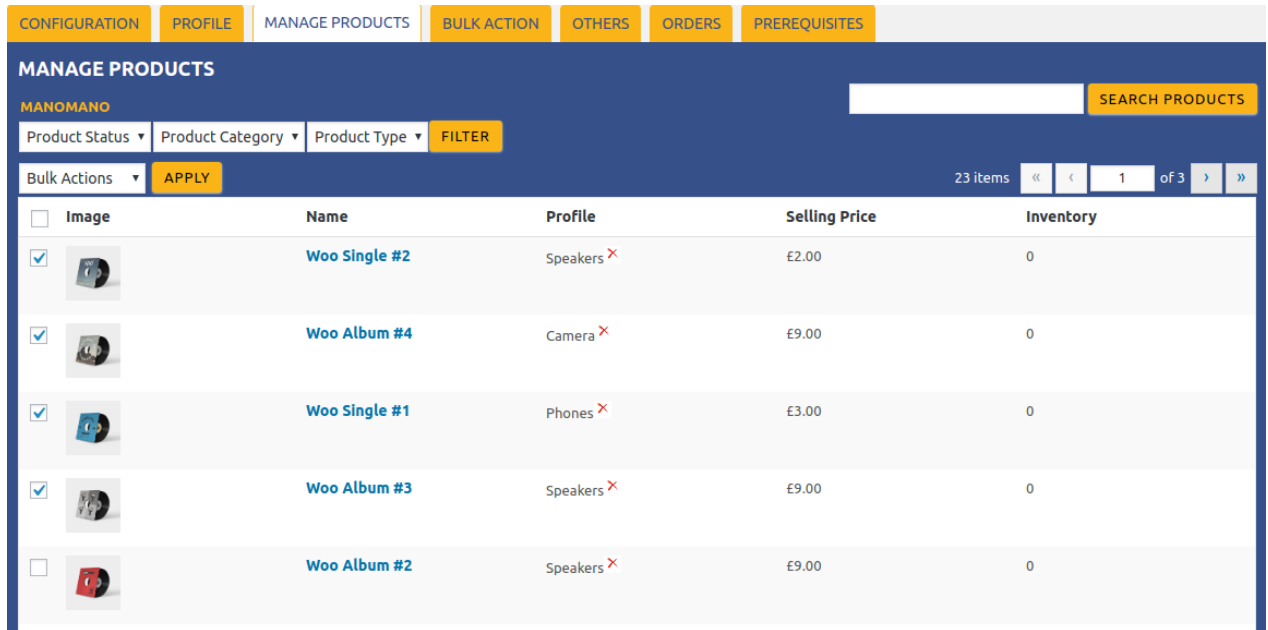 CONFIGURATION PROFILE MANAGE PRODUCTS BULK ACTION OTHERS ORDERS PREREQUISITES
MANAGE PRODUCTS
SEARCH PRODUCTS
MANOMANO
Product Status Product Category Product Type FILTER
Bulk Actions APPLY 23 items « ‹ 1 of 3 › »
Image Name Profile Selling Price Inventory
Woo Single #2 Speakers £2.00 0
Woo Album #4 Camera £9.00 0
Woo Single #1 Phones £3.00 0
Woo Album #3 Speakers £9.00 0
Woo Album #2 Speakers £9.00 0